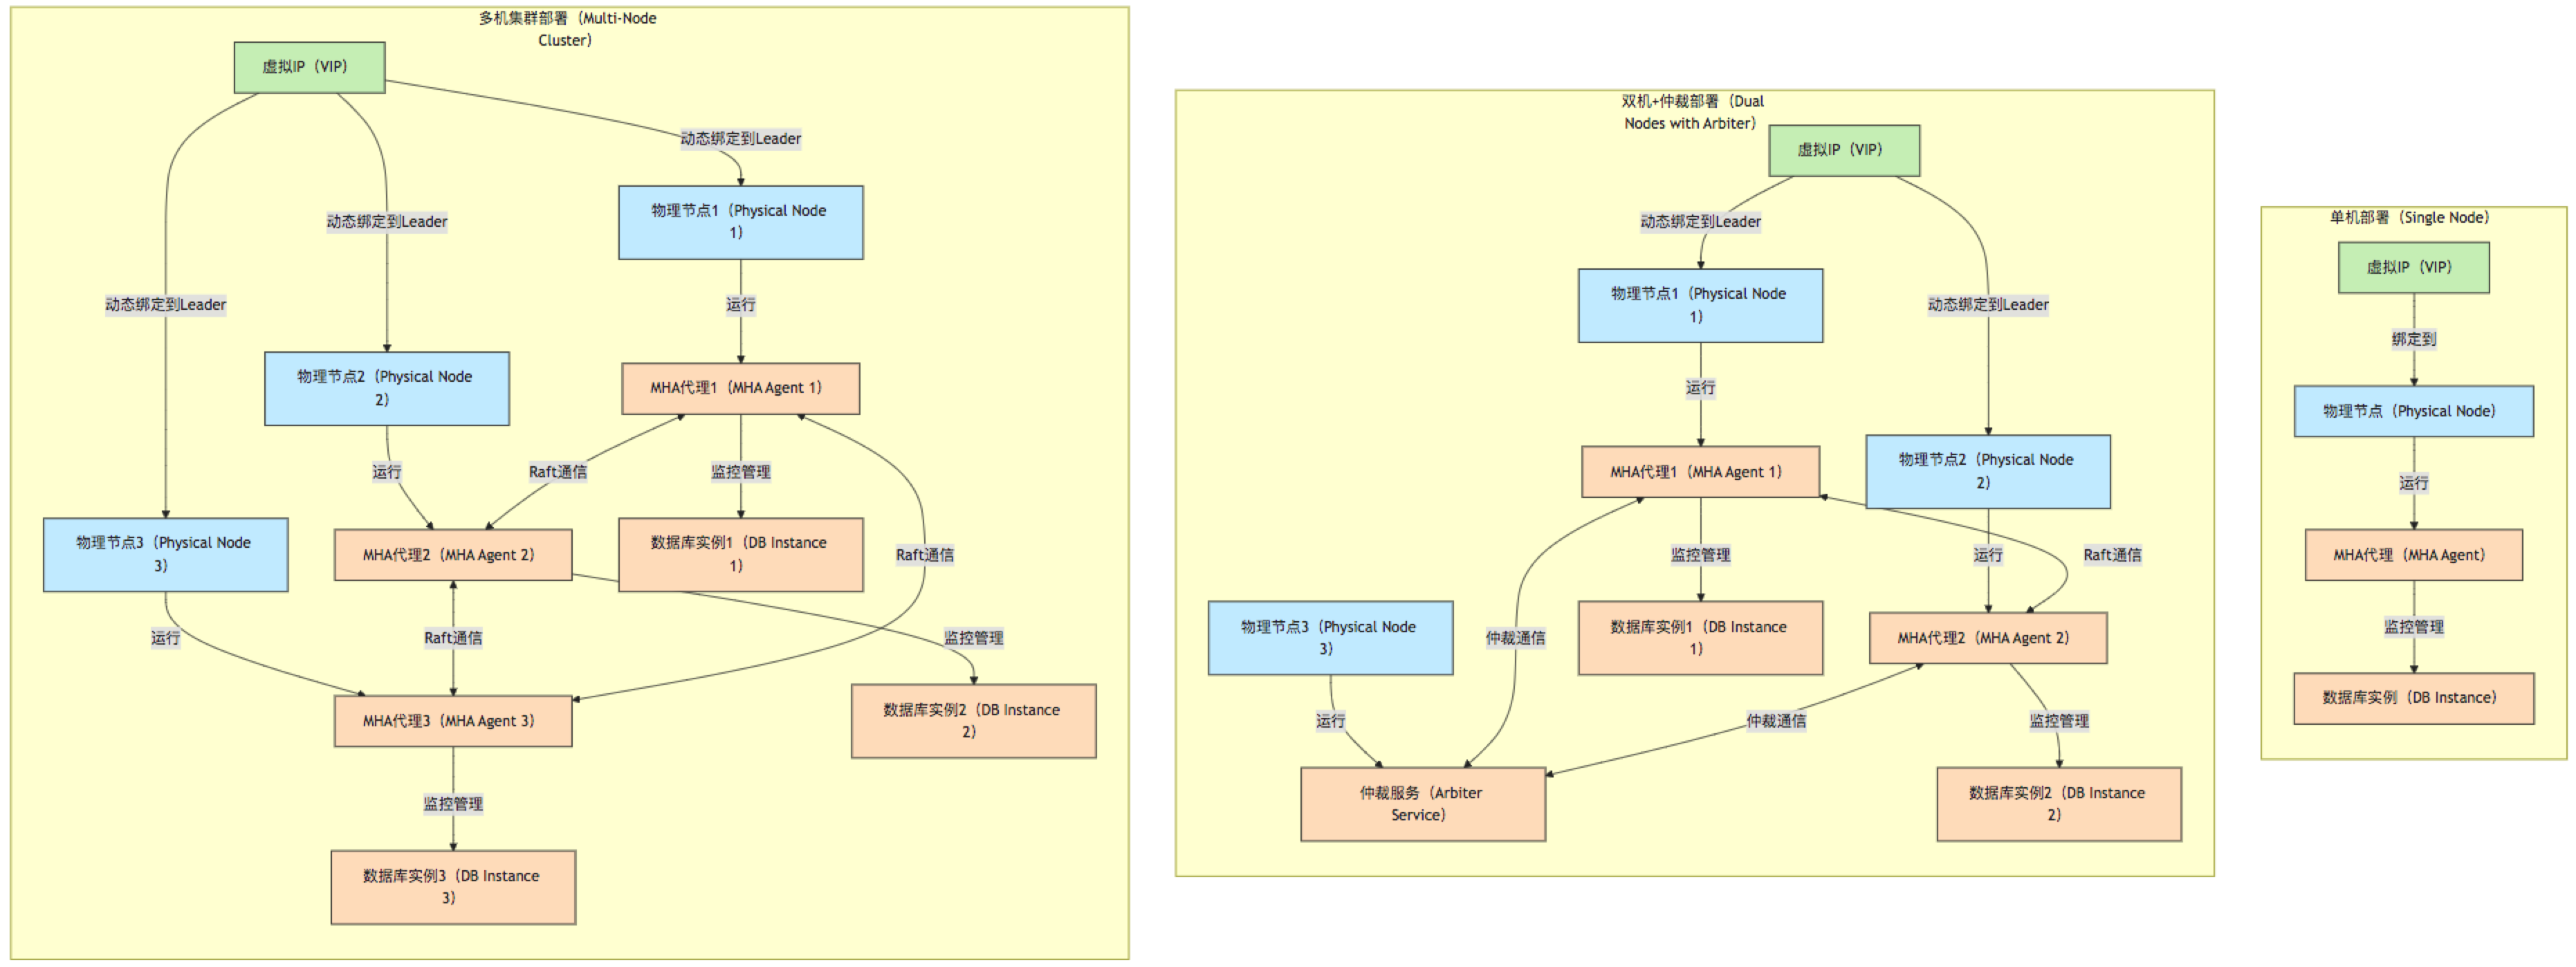 多机集群部署（Multi-Node
Cluster）
虚拟IP（VIP）
动态绑定到Leader
物理节点1（Physical Node
1）
动态绑定到Leader
动态绑定到Leader
运行
物理节点2（Physical Node
2）
MHA代理1（MHA Agent 1）
运行
Raft通信
监控管理
物理节点3（Physical Node
3）
MHA代理2（MHA Agent 2）
数据库实例1（DB Instance
1）
Raft通信
运行
Raft通信
监控管理
MHA代理3（MHA Agent 3）
数据库实例2（DB Instance
2）
监控管理
数据库实例3（DB Instance
3）
双机+仲裁部署（Dual
Nodes with Arbiter）
虚拟IP（VIP）
动态绑定到Leader
物理节点1（Physical Node
1）
动态绑定到Leader
运行
MHA代理1（MHA Agent 1）
物理节点2（Physical Node
2）
监控管理
运行
Raft通信
物理节点3（Physical Node
3）
仲裁通信
数据库实例1（DB Instance
1）
MHA代理2（MHA Agent 2）
运行
仲裁通信
监控管理
仲裁服务（Arbiter
Service）
数据库实例2（DB Instance
2）
单机部署（Single Node）
虚拟IP（VIP）
绑定到
物理节点（Physical Node）
运行
MHA代理（MHA Agent）
监控管理
数据库实例（DB Instance）